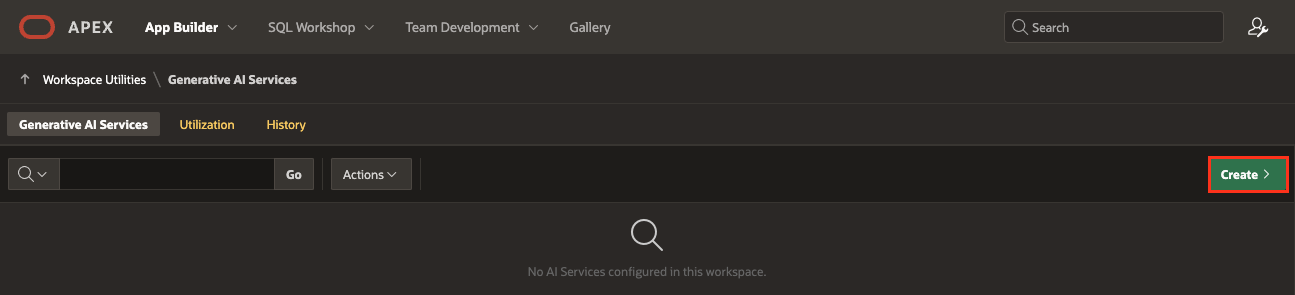 APEX App Builder SQL Workshop Team Development Gallery Search
Workspace Utilities \ Generative AI Services
Generative AI Services Utilization History
Go Actions Create
No AI Services configured in this workspace.